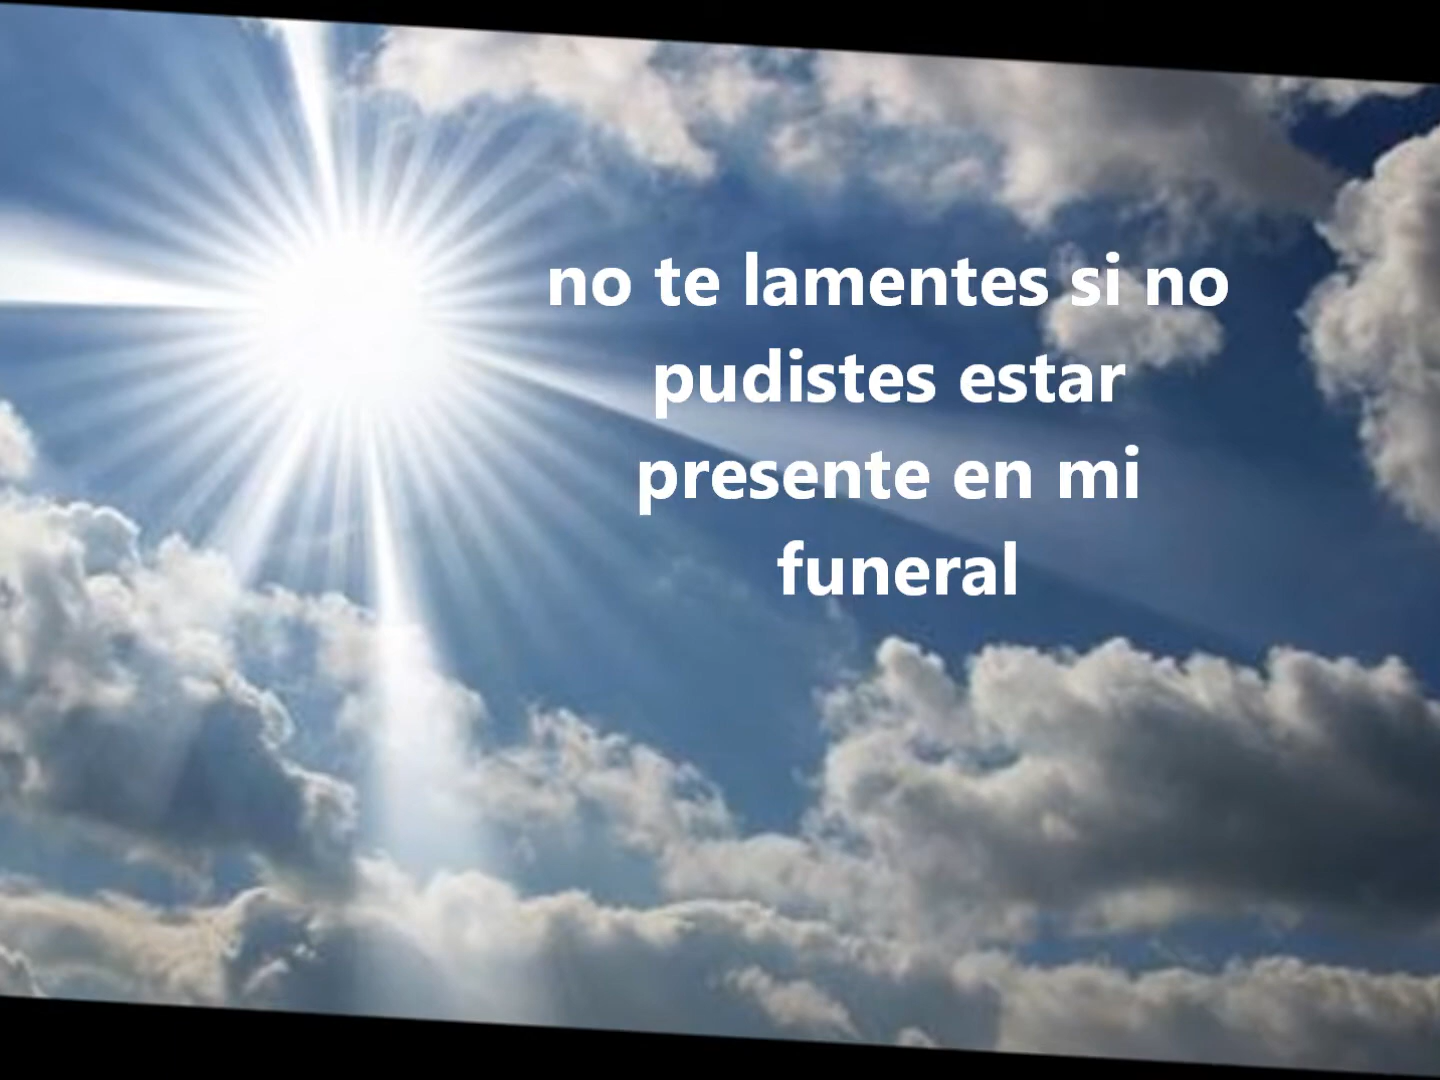 no te lamentes si no
pudistes estar
presente en mi
funeral